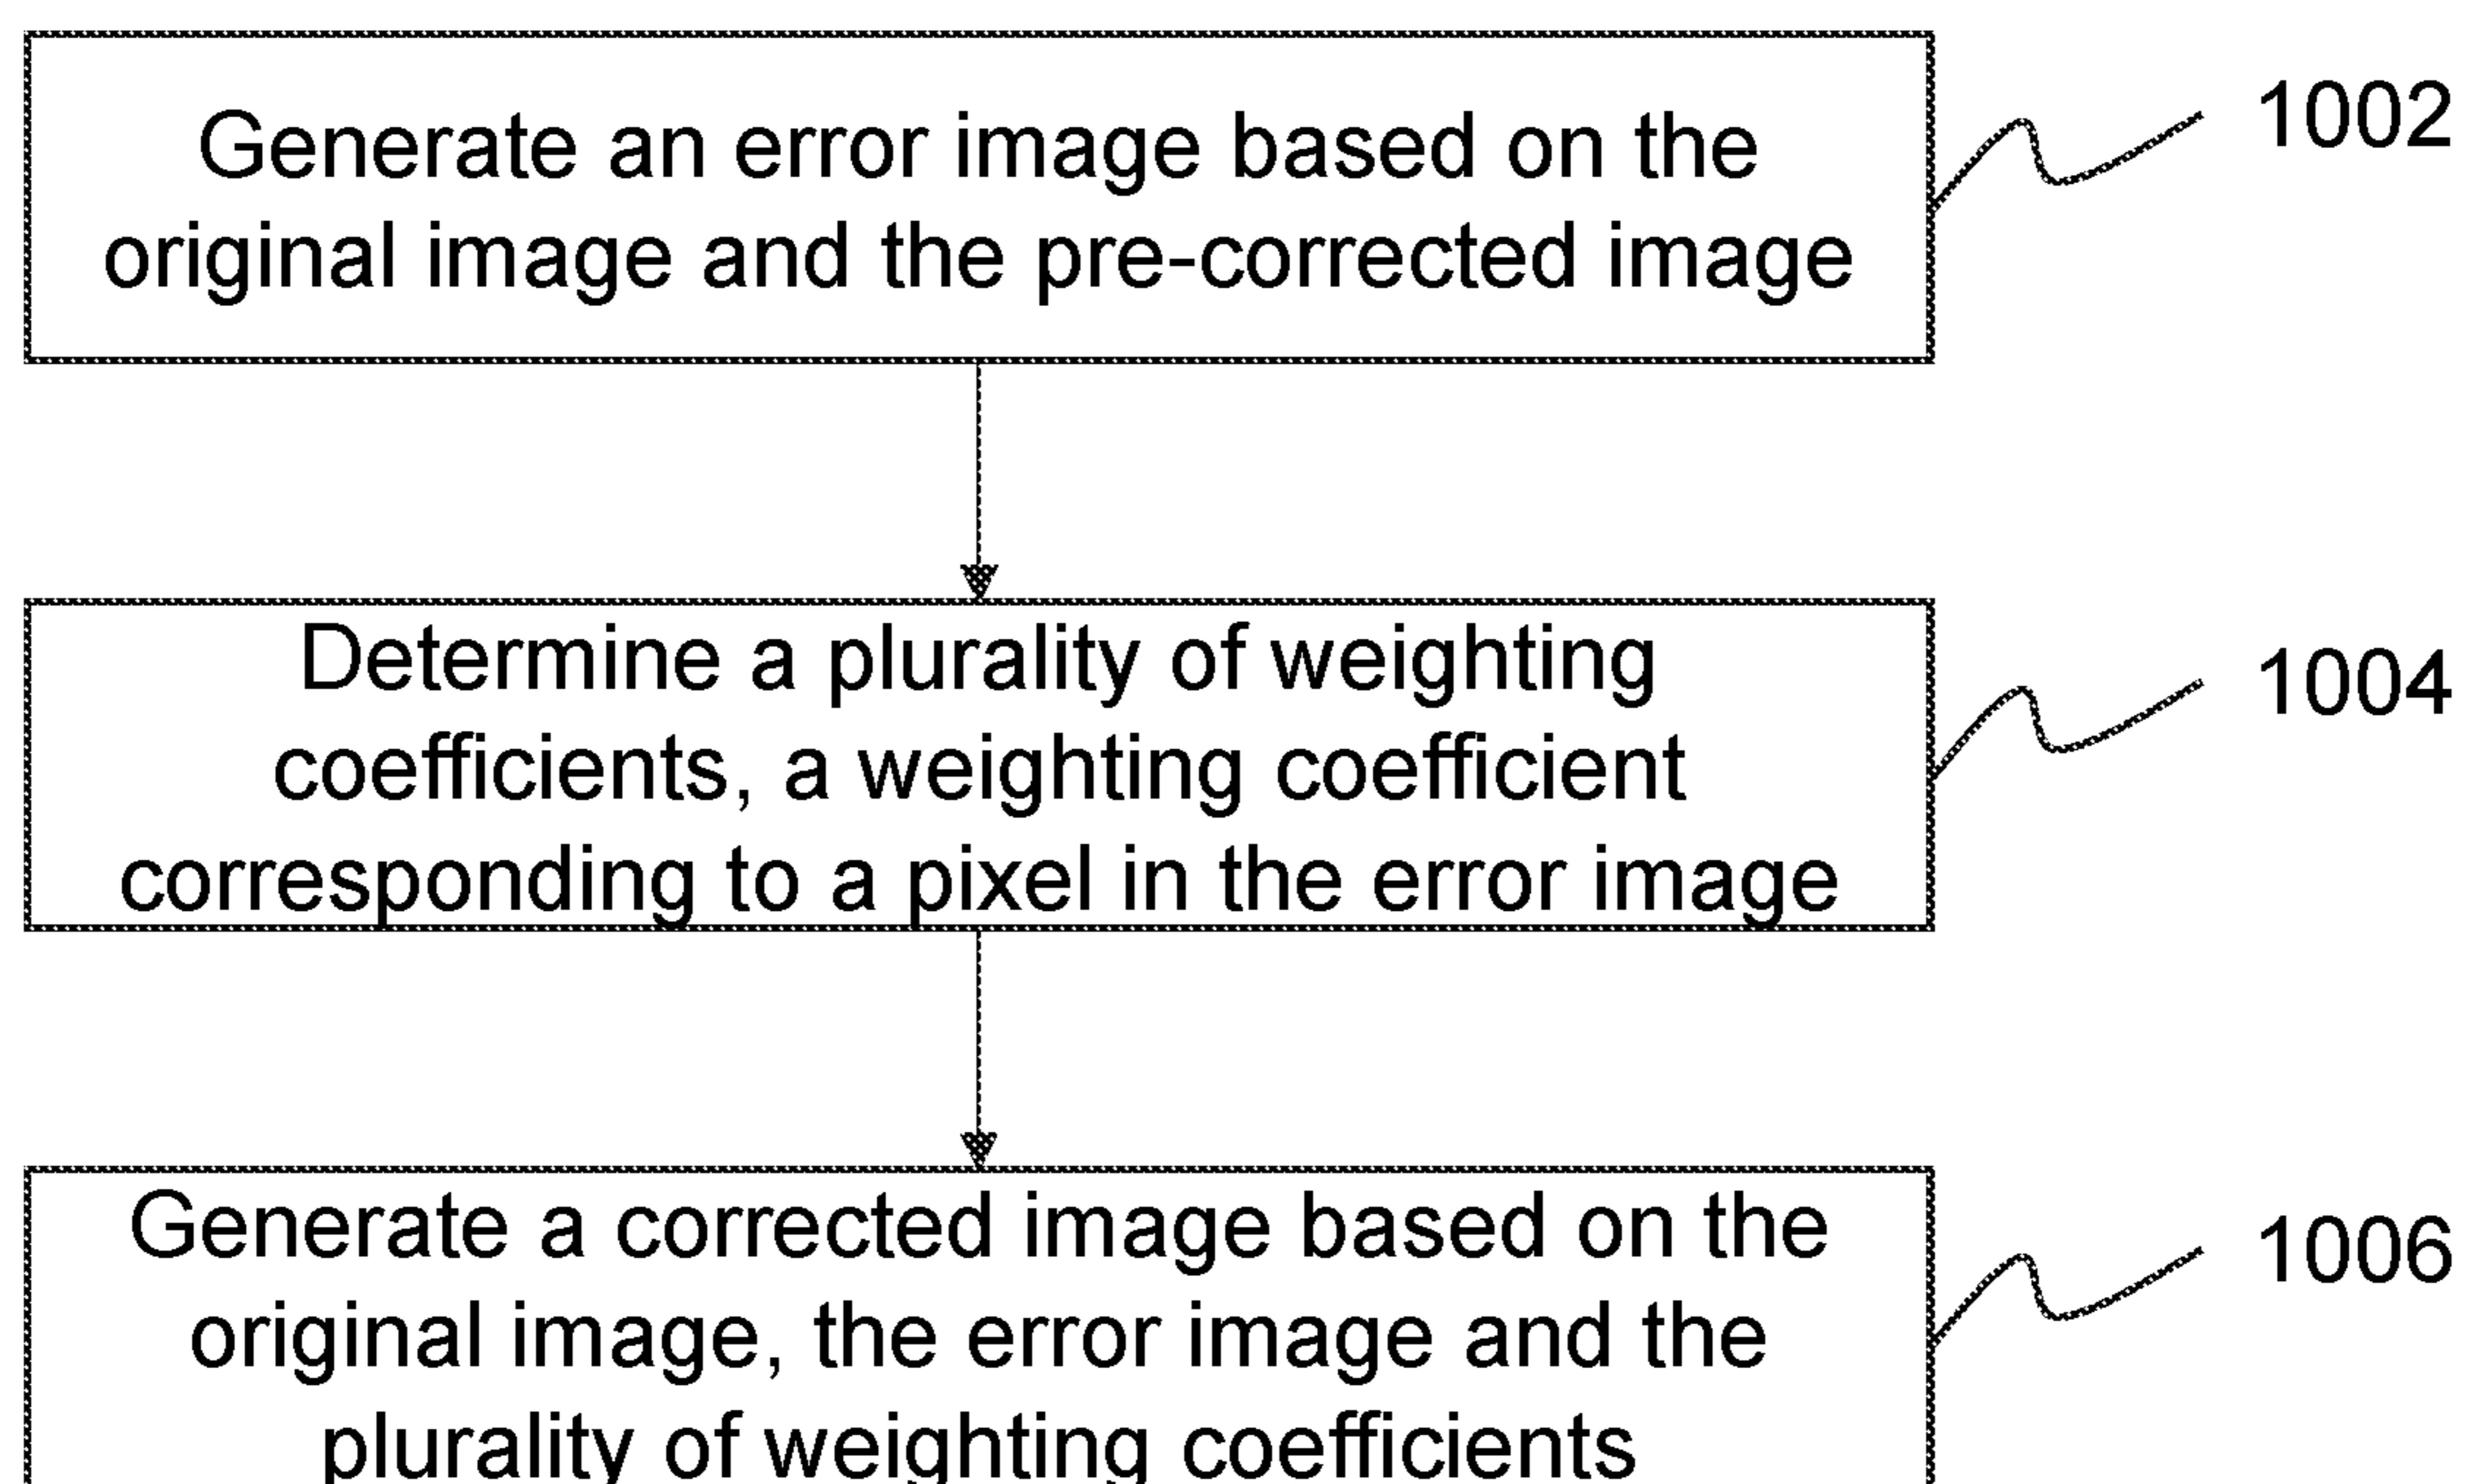 Generate an error image based on the
original image and the pre-corrected image
1002
Determine a plurality of weighting
coefficients, a weighting coefficient
corresponding to a pixel in the error image
1004
Generate a corrected image based on the
original image, the error image and the
plurality of weighting coefficients
1006